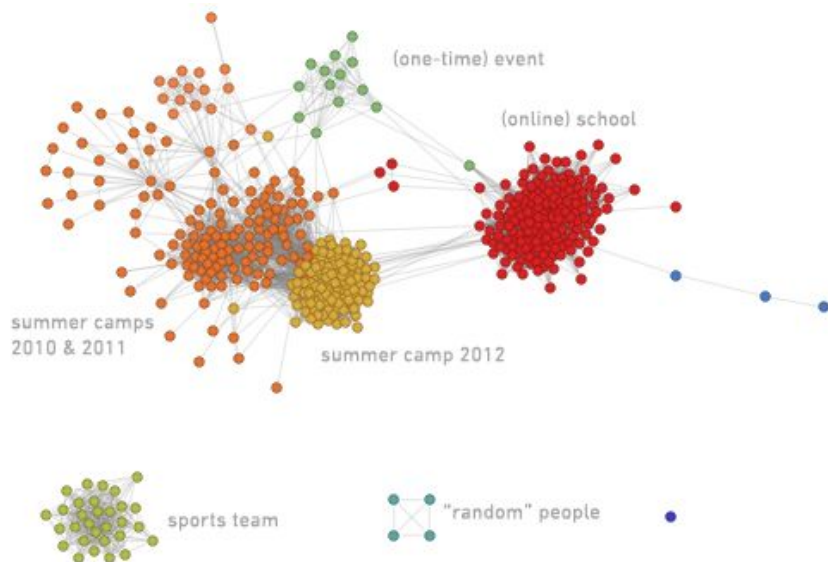 (one-time) event
(online) school
summer camps
2010 & 2011
summer camp 2012
sports team
"random" people